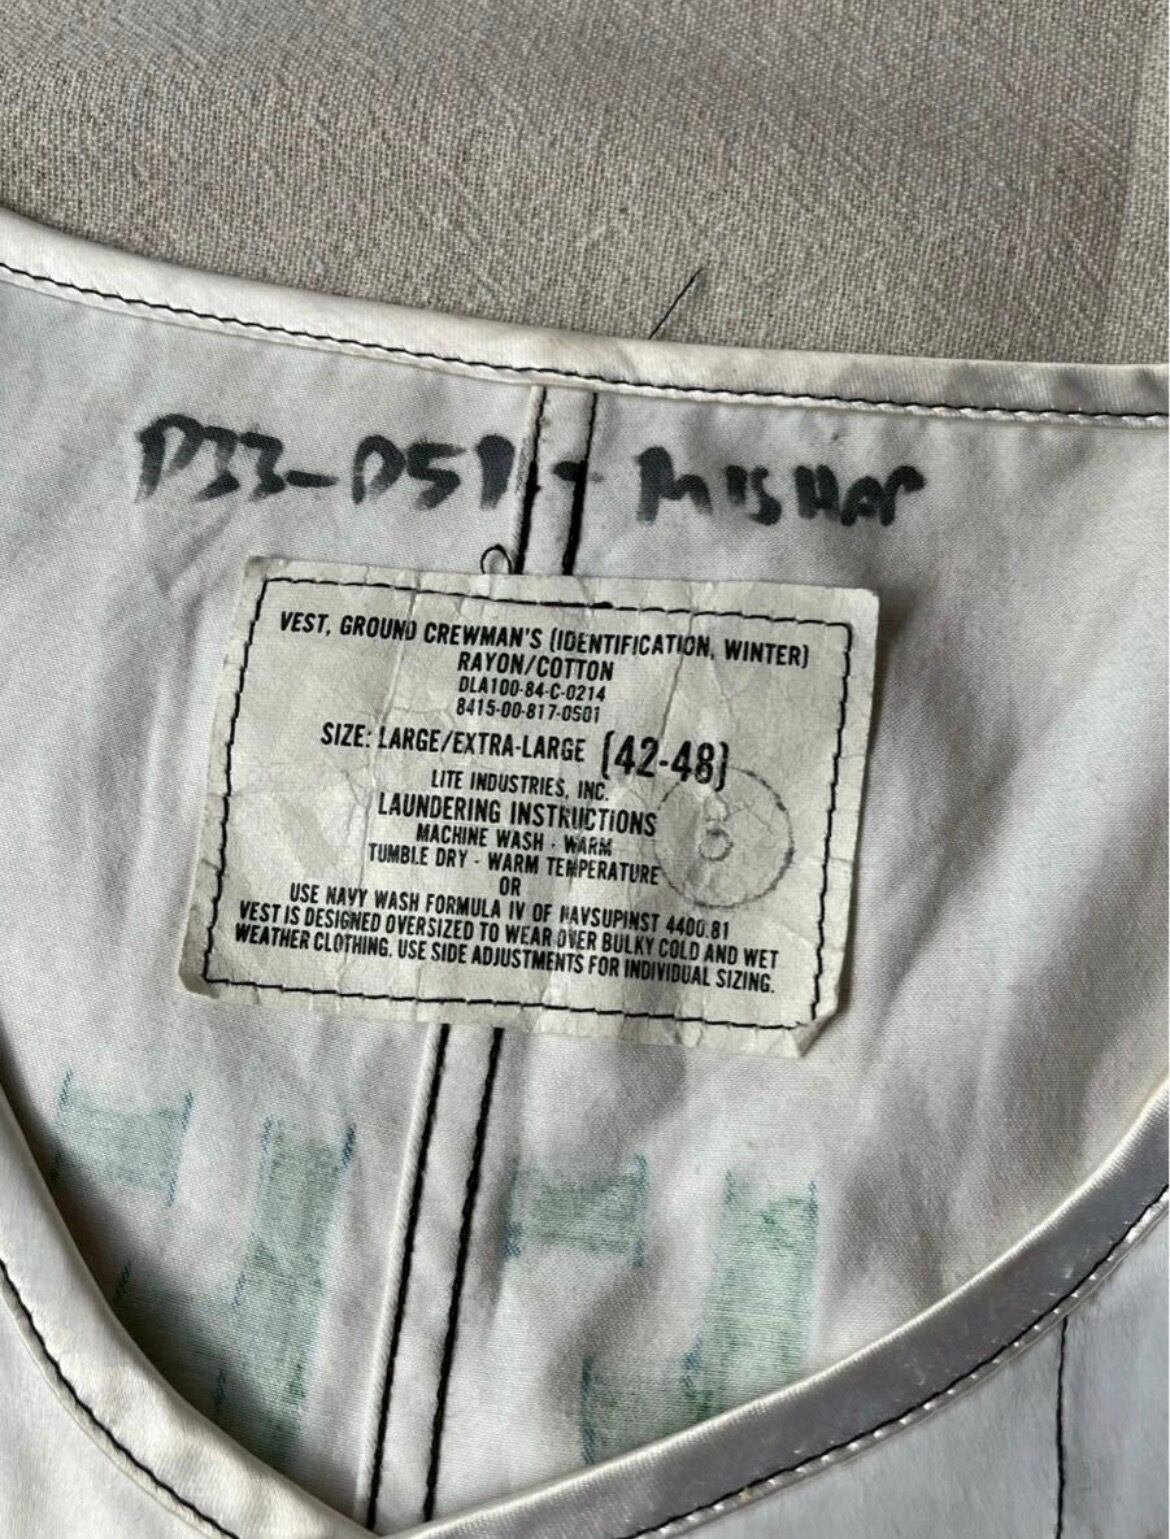 P33-P51 - MISHAP
VEST, GROUND CREWMAN'S (IDENTIFICATION, WINTER)
RAYON/COTTON
DLA100-84-C-0214
8415-00-817-0501
SIZE: LARGE/EXTRA-LARGE (42-48)
LITE INDUSTRIES, INC.
LAUNDERING INSTRUCTIONS
MACHINE WASH - WARM
TUMBLE DRY - WARM TEMPERATURE
OR
USE NAVY WASH FORMULA IV OF NAVSUPINST 4400.81
VEST IS DESIGNED OVERSIZED TO WEAR OVER BULKY COLD AND WET
WEATHER CLOTHING. USE SIDE ADJUSTMENTS FOR INDIVIDUAL SIZING.